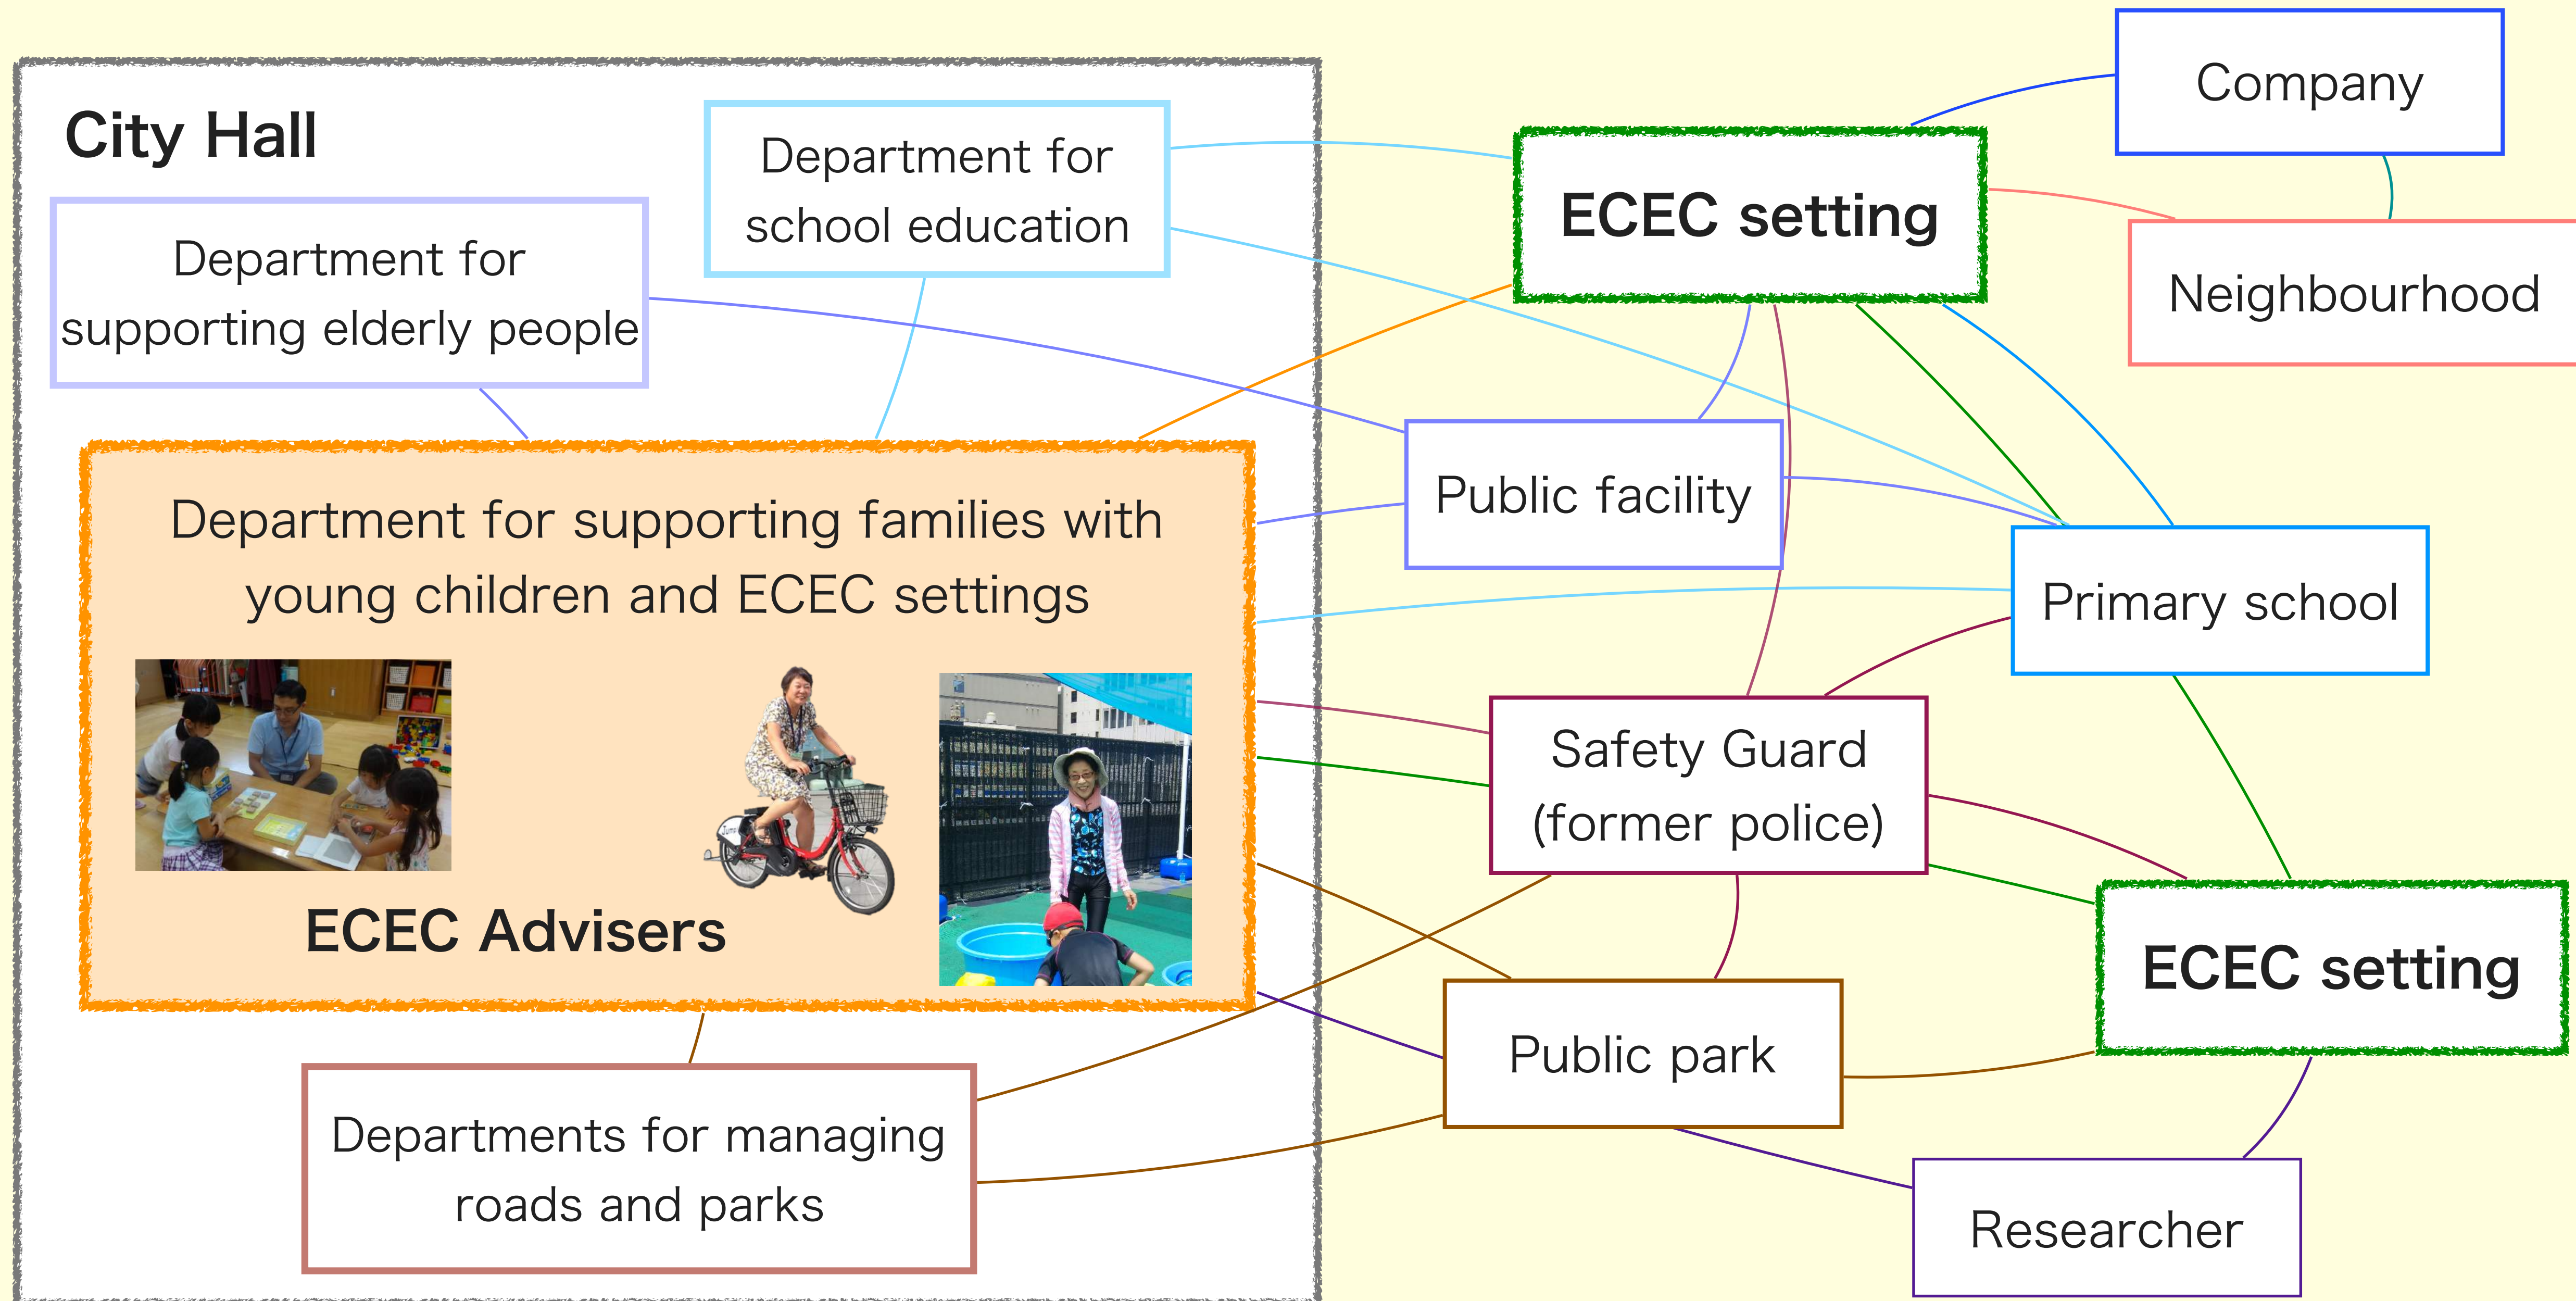 City Hall
Department for
school education
Department for
supporting elderly people
Department for supporting families with
young children and ECEC settings
ECEC Advisers
Departments for managing
roads and parks
Company
ECEC setting
Neighbourhood
Public facility
Primary school
Safety Guard
(former police)
ECEC setting
Public park
Researcher